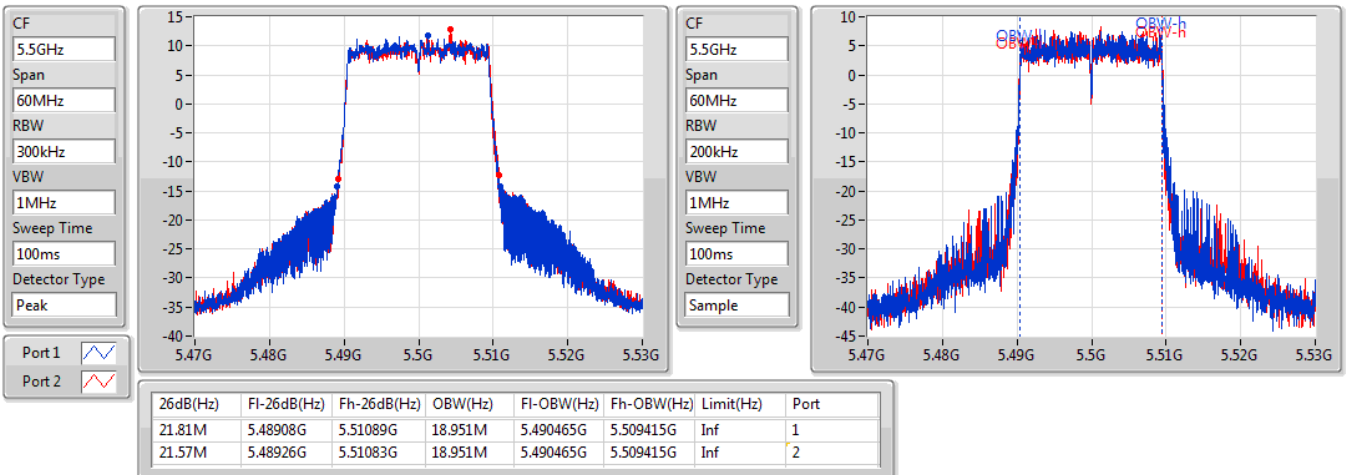 CF
5.5GHz
Span
60MHz
RBW
300kHz
VBW
1MHz
Sweep Time
100ms
Detector Type
Peak
Port 1
Port 2
15
10
5
0
-5
-10
-15
-20
-25
-30
-35
-40
5.47G 5.48G 5.49G 5.5G 5.51G 5.52G 5.53G
CF
5.5GHz
Span
60MHz
RBW
200kHz
VBW
1MHz
Sweep Time
100ms
Detector Type
Sample
10
5
0
-5
-10
-15
-20
-25
-30
-35
-40
-45
OBW-h
OBW-h
5.47G 5.48G 5.49G 5.5G 5.51G 5.52G 5.53G
26dB(Hz) Fl-26dB(Hz) Fh-26dB(Hz) OBW(Hz) Fl-OBW(Hz) Fh-OBW(Hz) Limit(Hz) Port
21.81M 5.48908G 5.51089G 18.951M 5.490465G 5.509415G Inf 1
21.57M 5.48926G 5.51083G 18.951M 5.490465G 5.509415G Inf 2